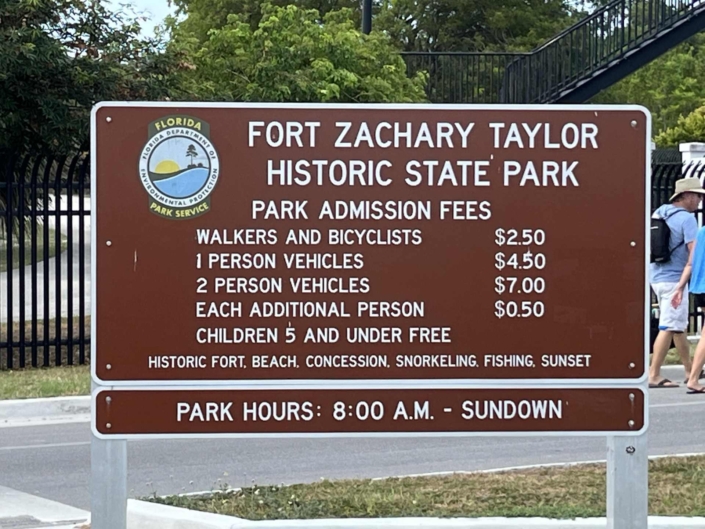 FLORIDA
FLORIDA DEPARTMENT OF
ENVIRONMENTAL PROTECTION
PARK SERVICE
FORT ZACHARY TAYLOR
HISTORIC STATE PARK
PARK ADMISSION FEES
WALKERS AND BICYCLISTS $2.50
1 PERSON VEHICLES $4.50
2 PERSON VEHICLES $7.00
EACH ADDITIONAL PERSON $0.50
CHILDREN 5 AND UNDER FREE
HISTORIC FORT, BEACH, CONCESSION, SNORKELING, FISHING, SUNSET
PARK HOURS: 8:00 A.M. - SUNDOWN